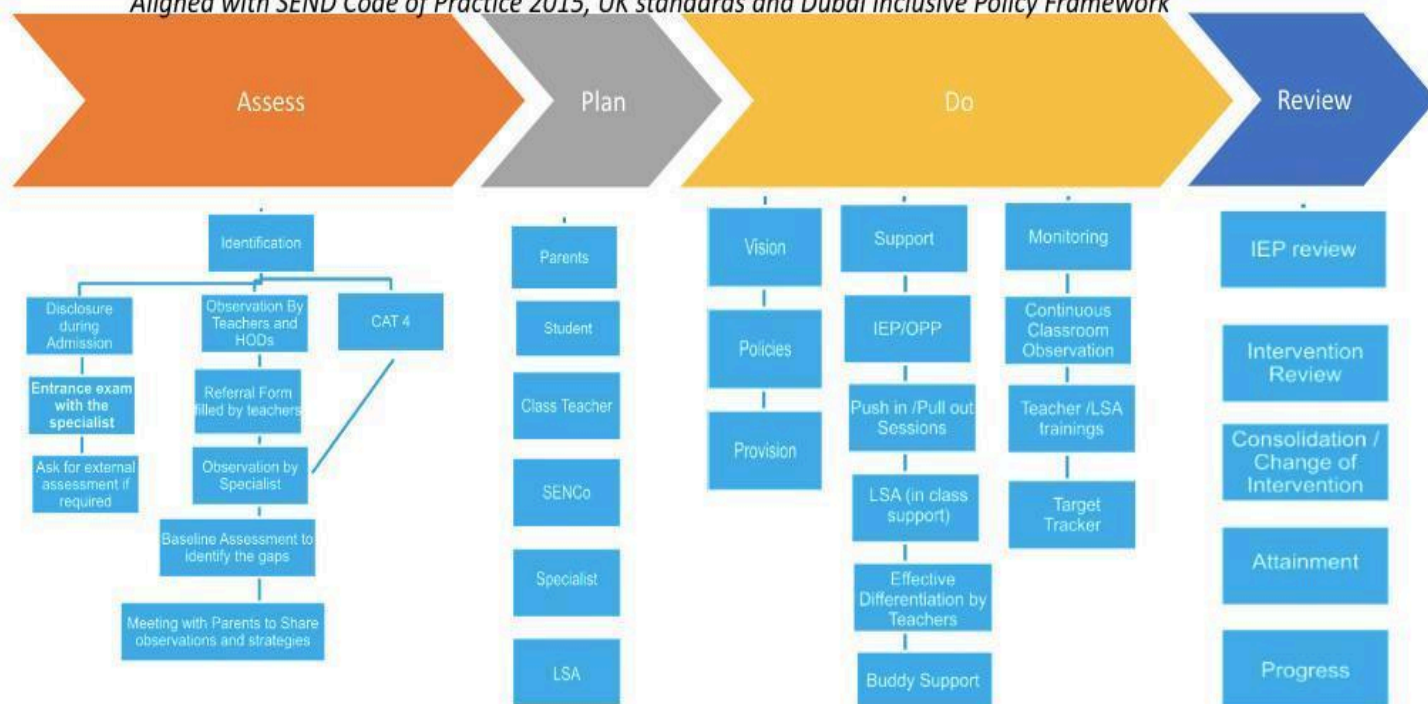 Aligned with SEND Code of Practice 2015, UK standards and Dubai Inclusive Policy Framework
Assess
Plan
Do
Review
Identification
Disclosure
during
Admission
Entrance exam
with the
specialist
Ask for external
assessment if
required
Observation By
Teachers and
HODs
Referral Form
filled by teachers
Observation by
Specialist
Baseline Assessment to
identify the gaps
Meeting with Parents to Share
observations and strategies
CAT 4
Parents
Student
Class Teacher
SENCo
Specialist
LSA
Vision
Policies
Provision
Support
IEP/OPP
Push in /Pull out
Sessions
LSA (in class
support)
Effective
Differentiation by
Teachers
Buddy Support
Monitoring
Continuous
Classroom
Observation
Teacher /LSA
trainings
Target
Tracker
IEP review
Intervention
Review
Consolidation /
Change of
Intervention
Attainment
Progress